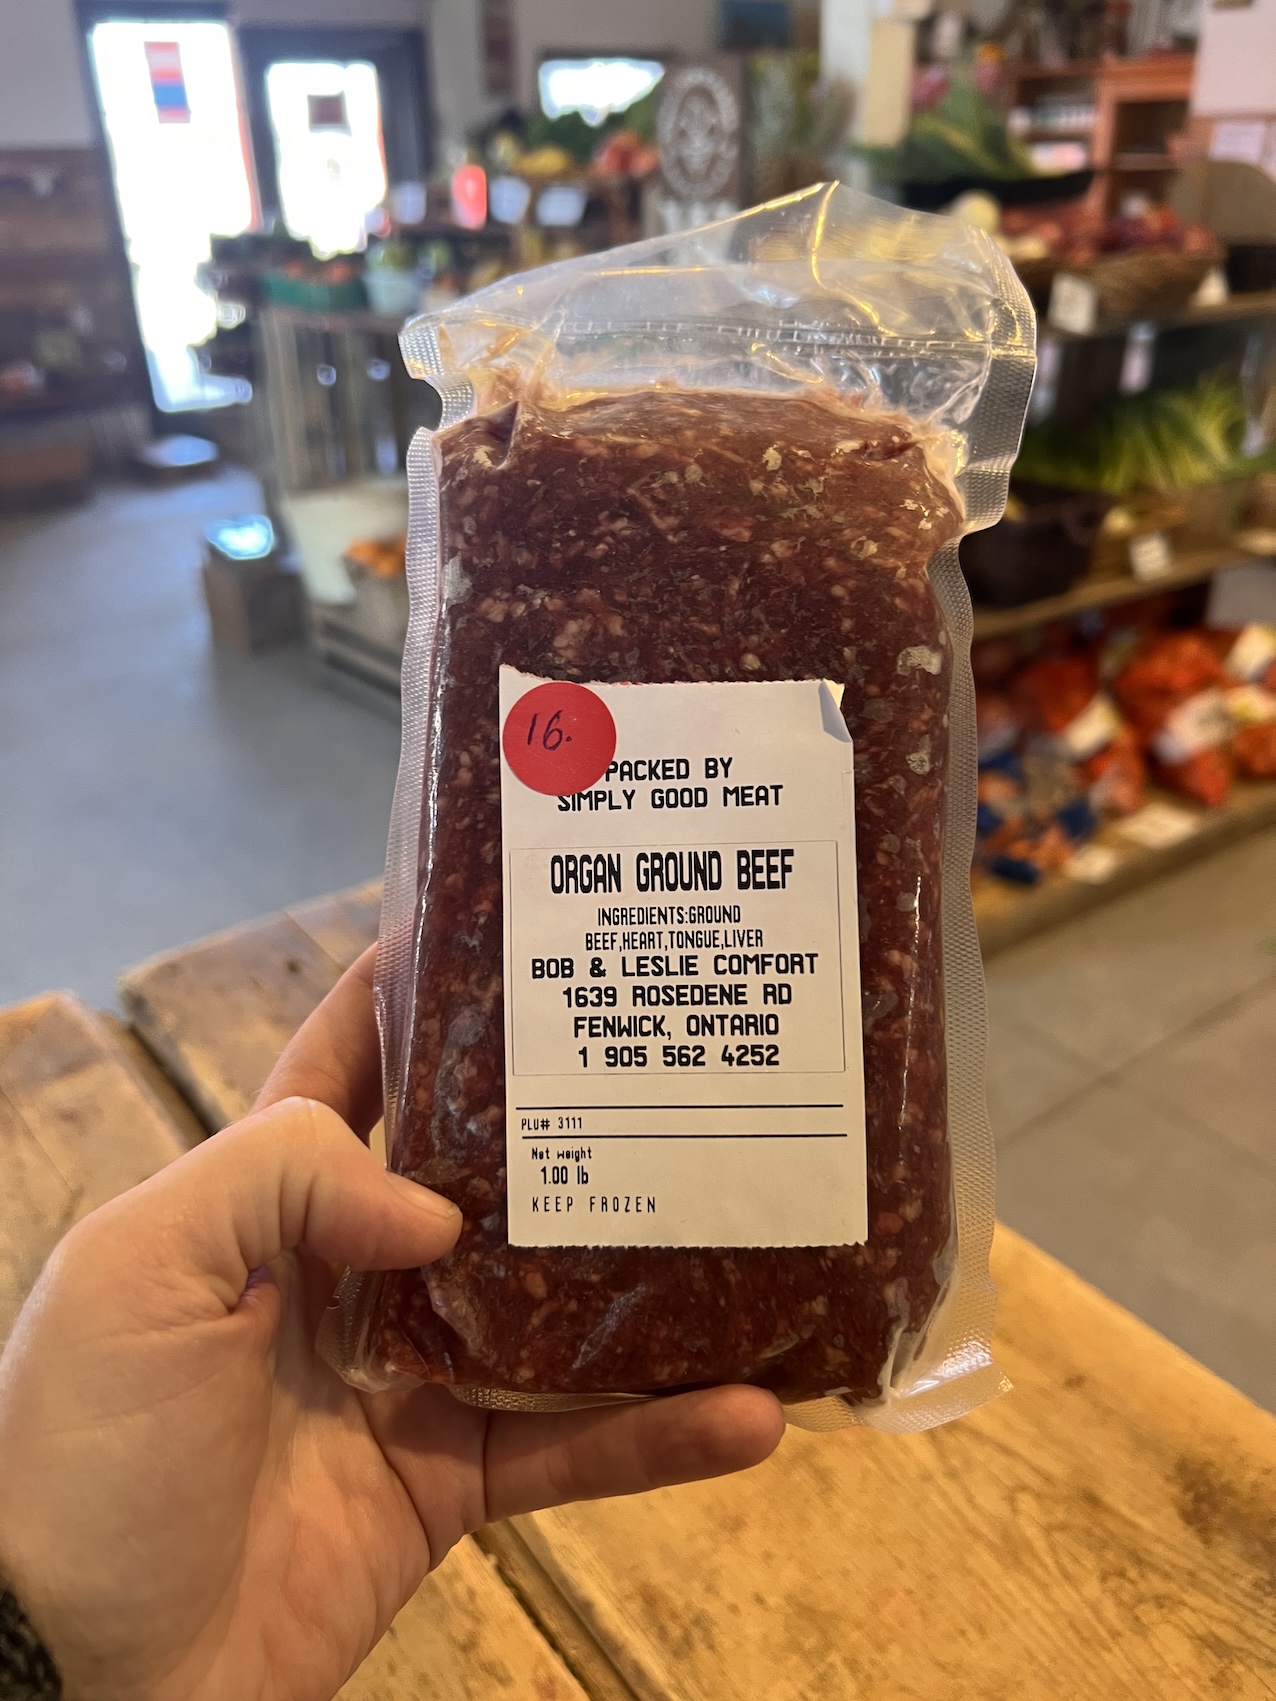 16.
PACKED BY
SIMPLY GOOD MEAT
ORGAN GROUND BEEF
INGREDIENTS:GROUND
BEEF,HEART,TONGUE,LIVER
BOB & LESLIE COMFORT
1639 ROSEDENE RD
FENWICK, ONTARIO
1 905 562 4252
PLU# 3111
Net weight
1.00 lb
KEEP FROZEN